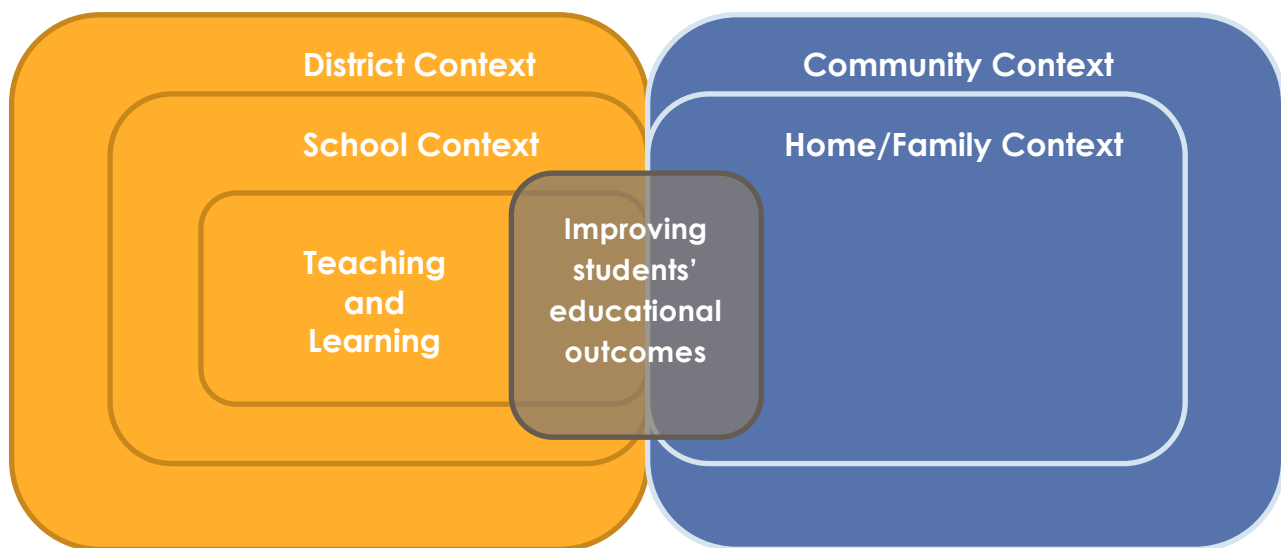 District Context
School Context
Teaching
and
Learning
Improving
students’
educational
outcomes
Community Context
Home/Family Context